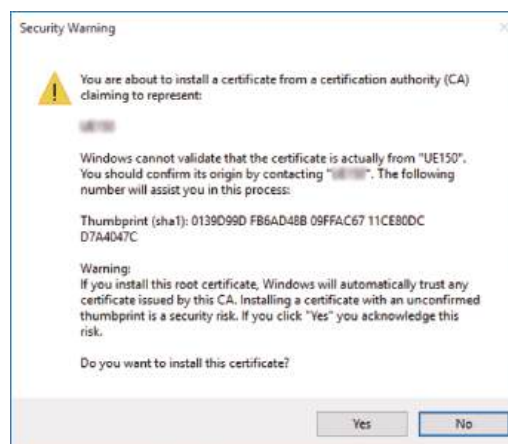 Security Warning
You are about to install a certificate from a certification authority (CA)
claiming to represent:
Windows cannot validate that the certificate is actually from "UE150".
You should confirm its origin by contacting "". The following
number will assist you in this process:
Thumbprint (sha1): 0139D99D FB6AD48B 09FFAC67 11CE80DC
D7A4047C
Warning:
If you install this root certificate, Windows will automatically trust any
certificate issued by this CA. Installing a certificate with an unconfirmed
thumbprint is a security risk. If you click "Yes" you acknowledge this
risk.
Do you want to install this certificate?
Yes No